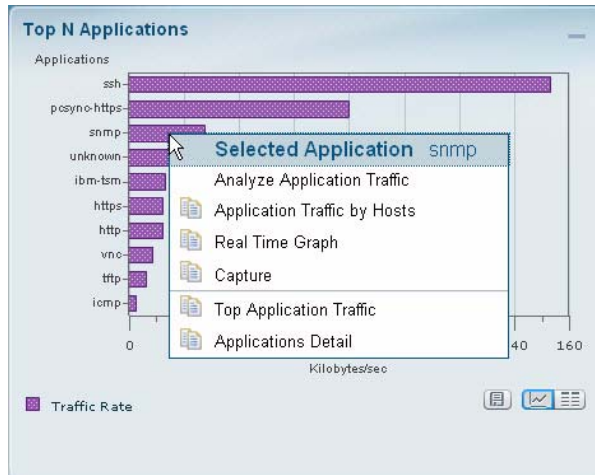 Top N Applications
Applications
ssh
pcsync-https
snmp
unknown
ibm-tsm
https
http
vnc
tftp
icmp
Selected Application snmp
Analyze Application Traffic
Application Traffic by Hosts
Real Time Graph
Capture
Top Application Traffic
Applications Detail
0 40 160
Kilobytes/sec
Traffic Rate